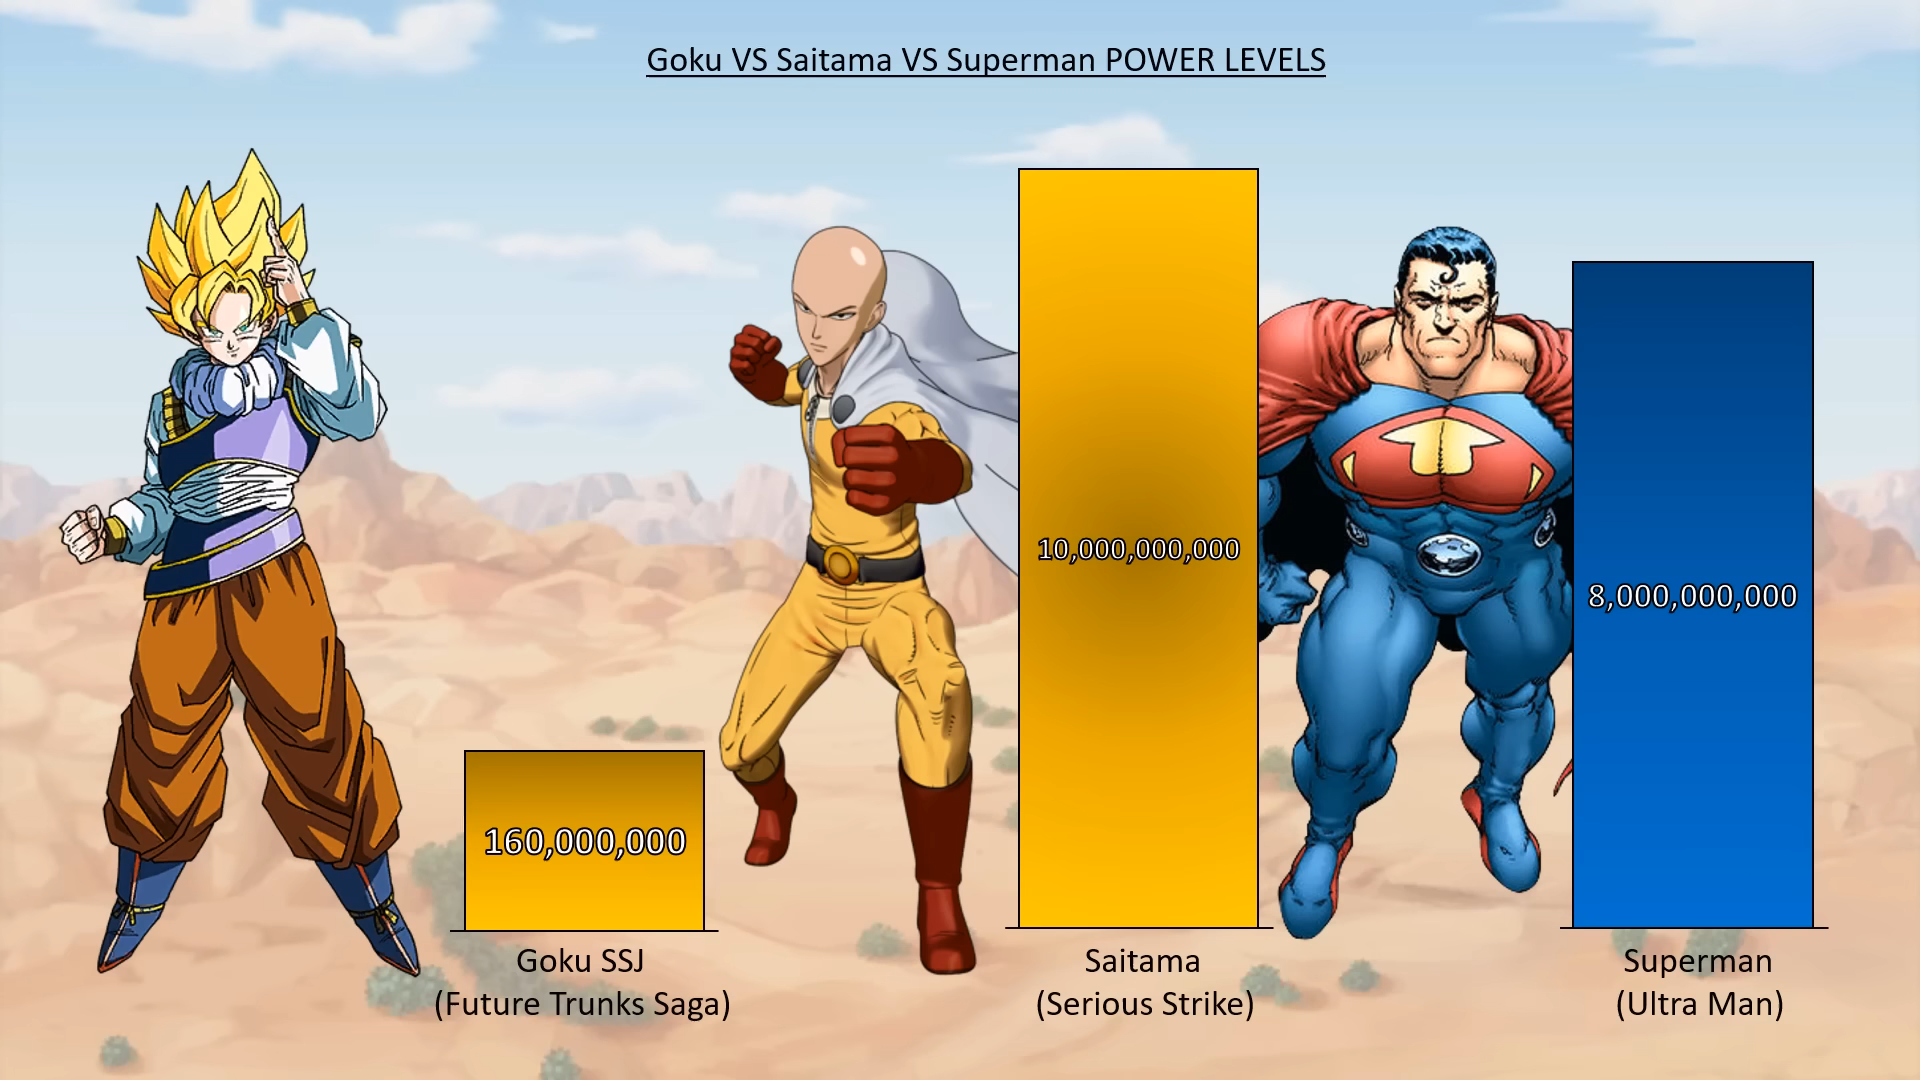 Goku VS Saitama VS Superman POWER LEVELS
160,000,000
10,000,000,000
8,000,000,000
Goku SSJ
(Future Trunks Saga)
Saitama
(Serious Strike)
Superman
(Ultra Man)